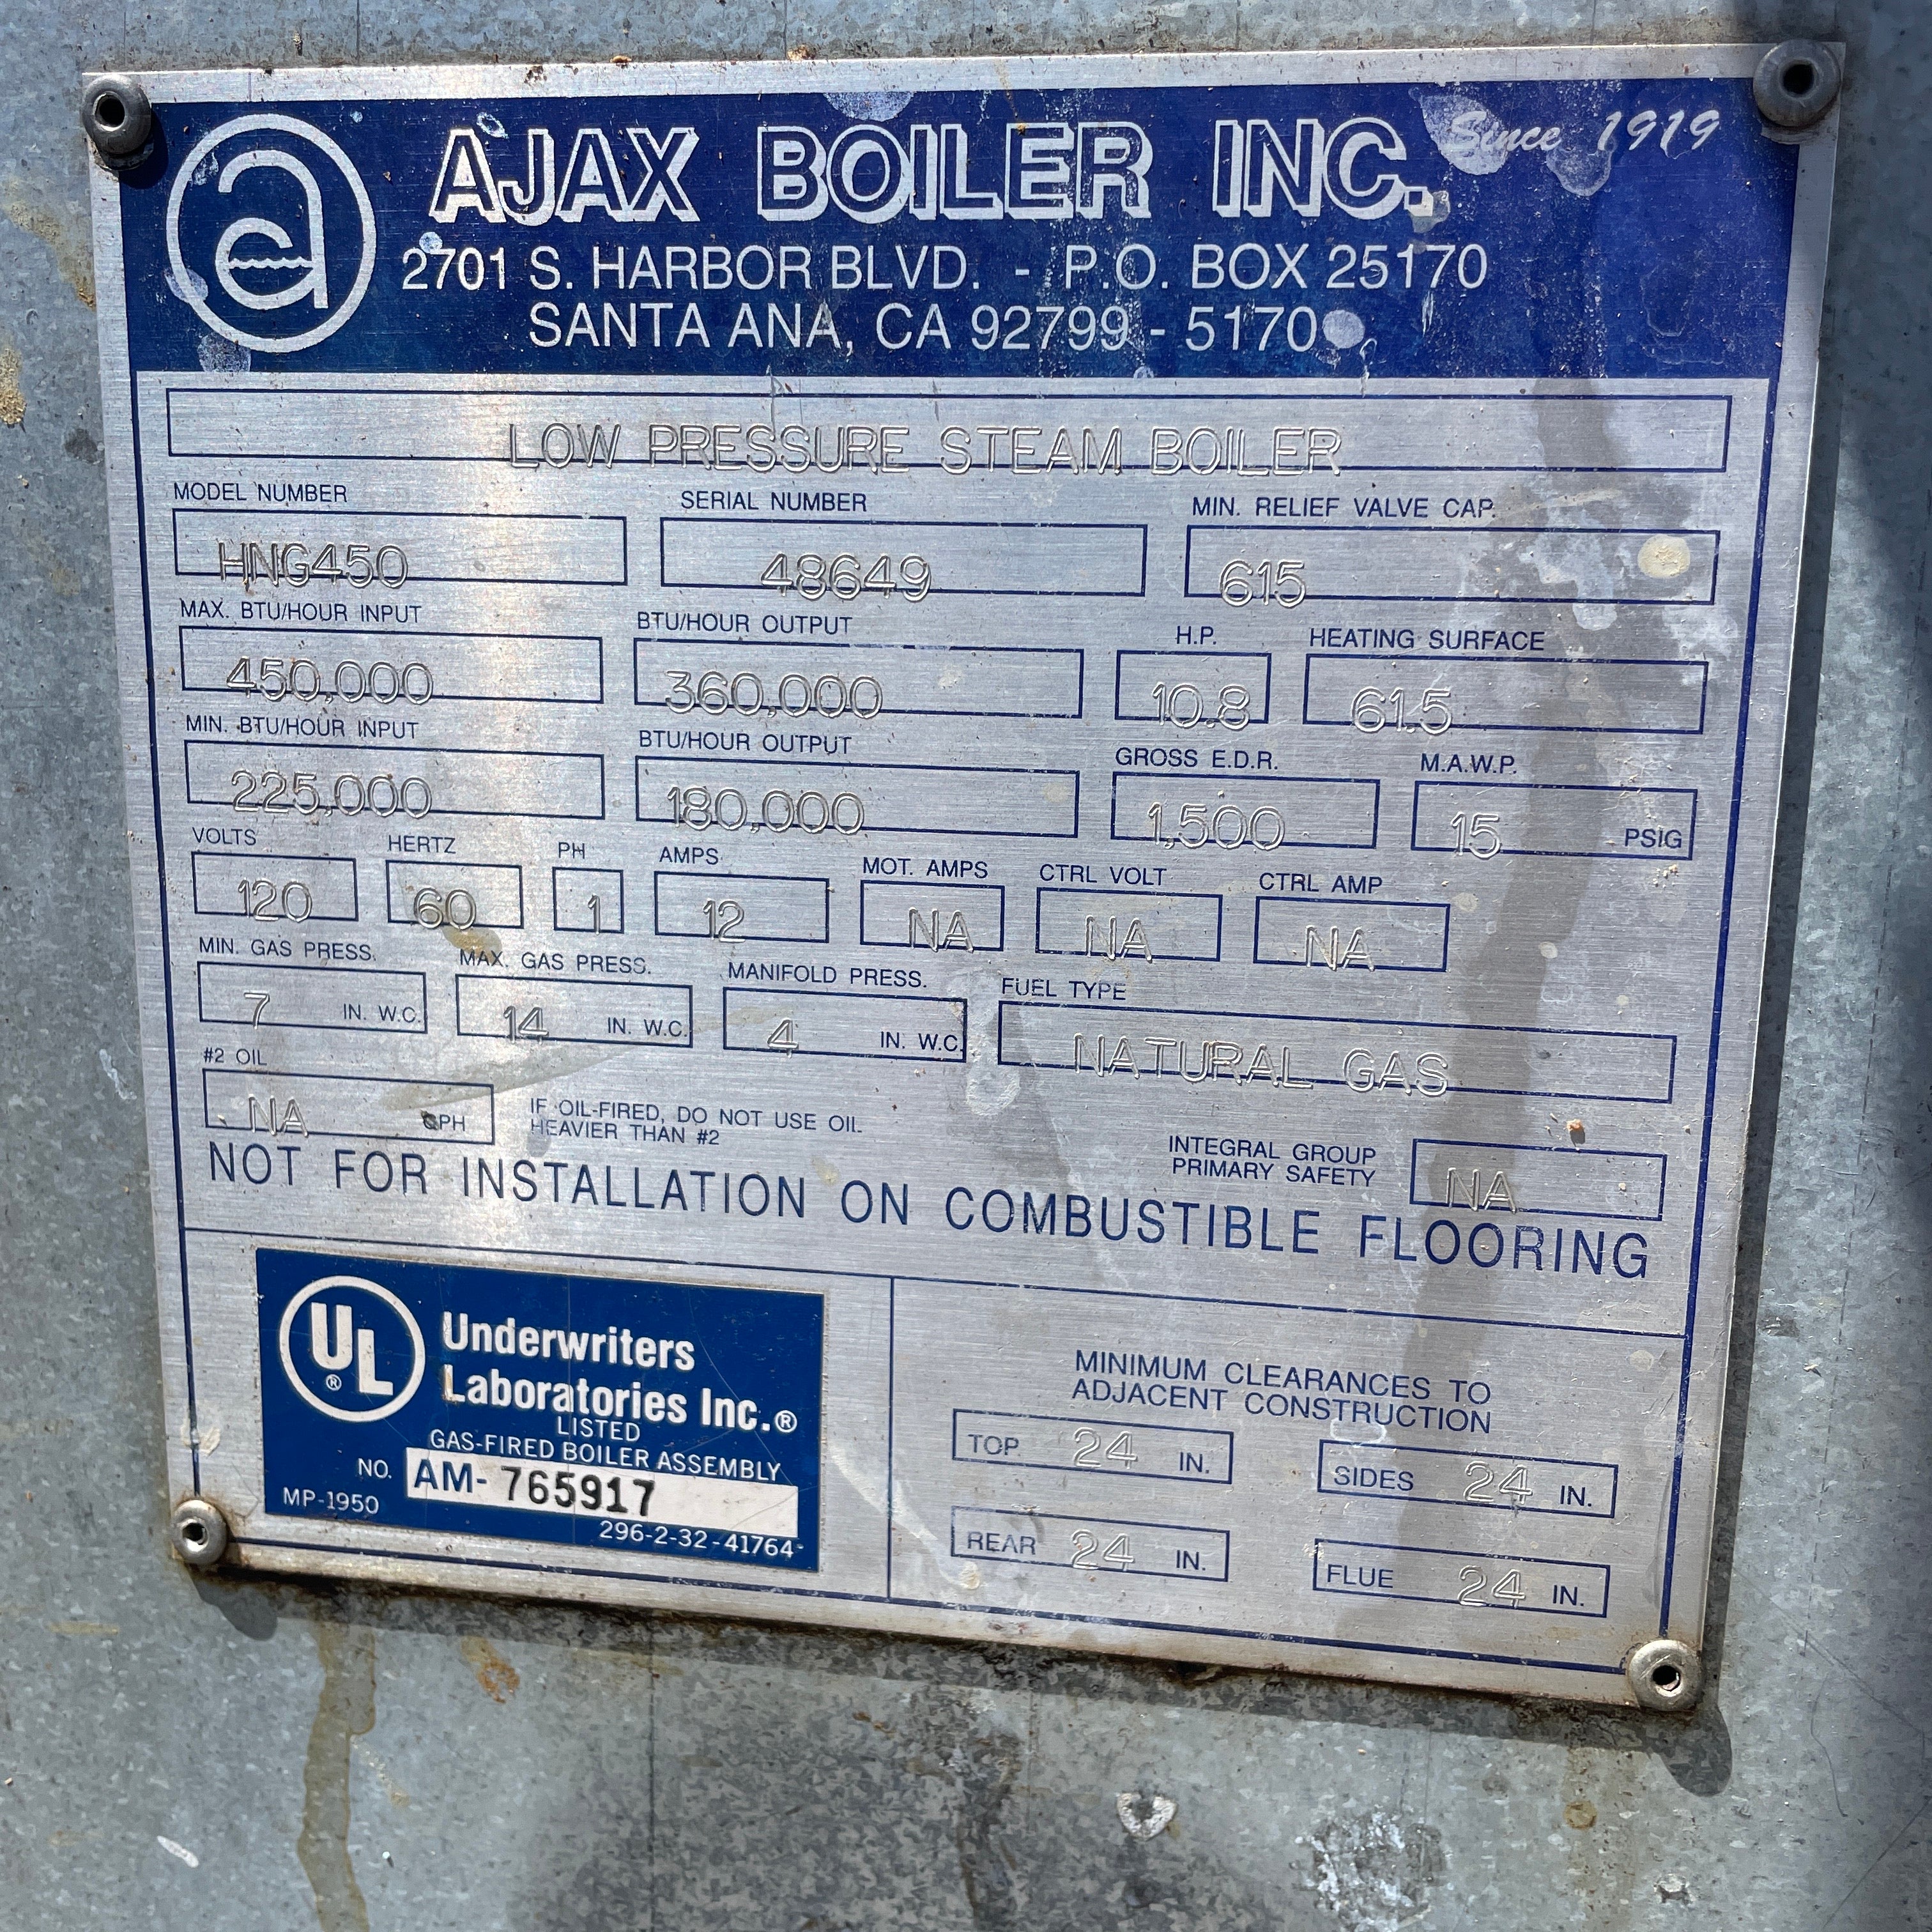 AJAX BOILER INC. Since 1919
2701 S. HARBOR BLVD. - P.O. BOX 25170
SANTA ANA, CA 92799 - 5170
LOW PRESSURE STEAM BOILER
MODEL NUMBER SERIAL NUMBER MIN. RELIEF VALVE CAP.
HNG450 48649 615
MAX. BTU/HOUR INPUT BTU/HOUR OUTPUT H.P. HEATING SURFACE
450,000 360,000 10.8 61.5
MIN. BTU/HOUR INPUT BTU/HOUR OUTPUT GROSS E.D.R. M.A.W.P.
225,000 180,000 1,500 15 PSIG
VOLTS HERTZ PH AMPS MOT. AMPS CTRL VOLT CTRL AMP
120 60 1 12 NA NA NA
MIN. GAS PRESS. MAX. GAS PRESS. MANIFOLD PRESS. FUEL TYPE
7 IN. W.C. 14 IN. W.C. 4 IN. W.C. NATURAL GAS
#2 OIL
NA GPH
IF OIL-FIRED, DO NOT USE OIL
HEAVIER THAN #2
INTEGRAL GROUP
PRIMARY SAFETY NA
NOT FOR INSTALLATION ON COMBUSTIBLE FLOORING
UL ®
Underwriters
Laboratories Inc.®
LISTED
GAS-FIRED BOILER ASSEMBLY
NO. AM- 765917
MP-1950
296-2-32-41764
MINIMUM CLEARANCES TO
ADJACENT CONSTRUCTION
TOP 24 IN. SIDES 24 IN.
REAR 24 IN. FLUE 24 IN.